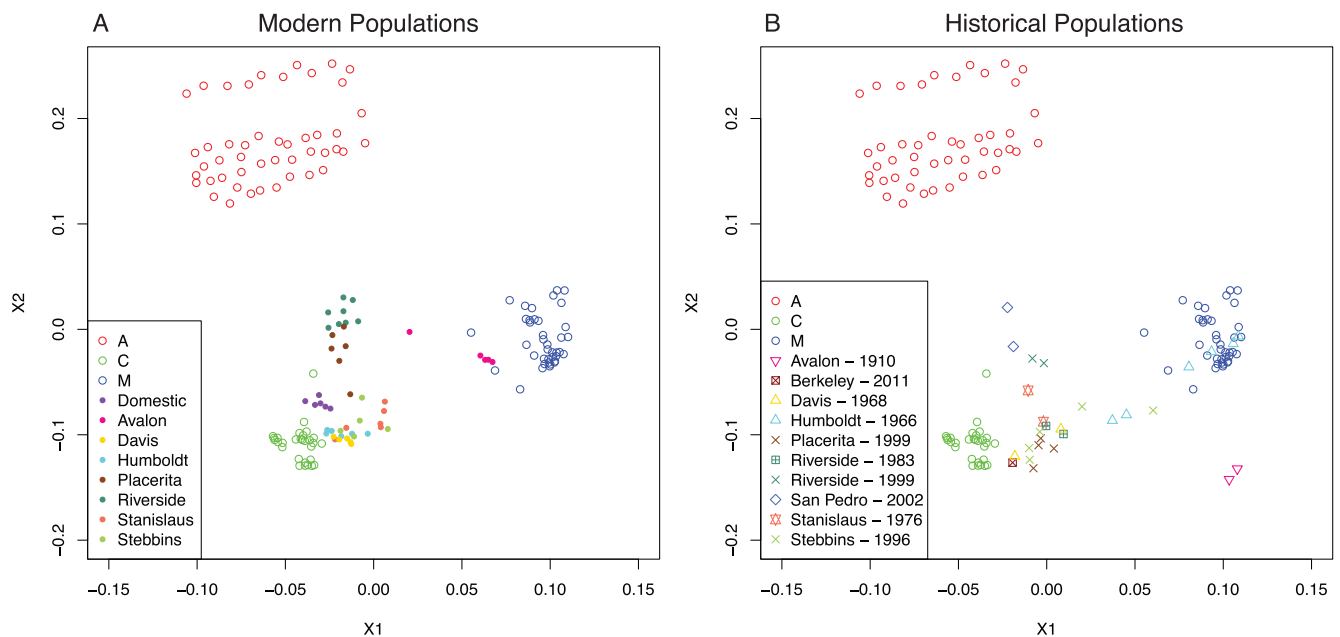 A Modern Populations
X2
0.2
0.1
0.0
−0.1
−0.2
A
C
M
Domestic
Avalon
Davis
Humboldt
Placerita
Riverside
Stanislaus
Stebbins
−0.15 −0.10 −0.05 0.00 0.05 0.10 0.15
X1
B Historical Populations
X2
0.2
0.1
0.0
−0.1
−0.2
A
C
M
Avalon − 1910
Berkeley − 2011
Davis − 1968
Humboldt − 1966
Placerita − 1999
Riverside − 1983
Riverside − 1999
San Pedro − 2002
Stanislaus − 1976
Stebbins − 1996
−0.15 −0.10 −0.05 0.00 0.05 0.10 0.15
X1